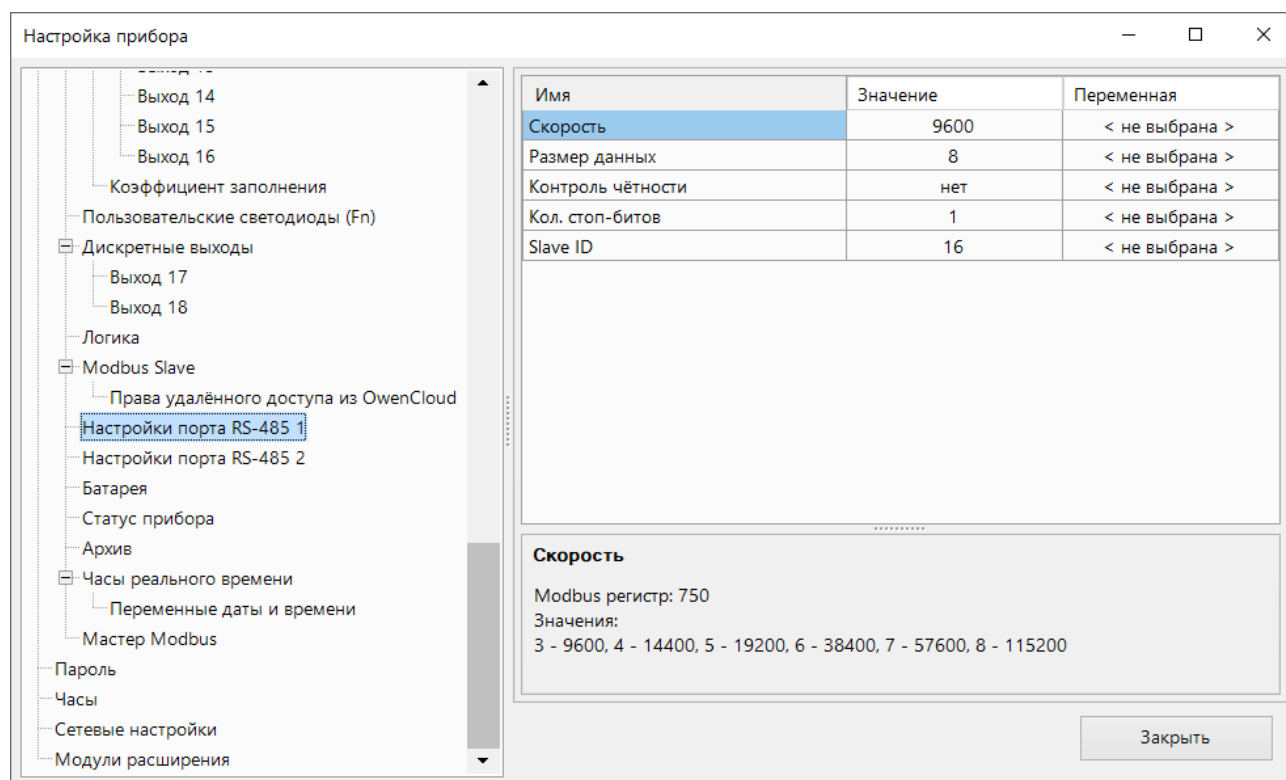 Настройка прибора
Выход 14
Выход 15
Выход 16
Коэффициент заполнения
Пользовательские светодиоды (Fn)
Дискретные выходы
Выход 17
Выход 18
Логика
Modbus Slave
Права удалённого доступа из OwenCloud
Настройки порта RS-485 1
Настройки порта RS-485 2
Батарея
Статус прибора
Архив
Часы реального времени
Переменные даты и времени
Мастер Modbus
Пароль
Часы
Сетевые настройки
Модули расширения
Имя Значение Переменная
Скорость 9600 < не выбрана >
Размер данных 8 < не выбрана >
Контроль чётности нет < не выбрана >
Кол. стоп-битов 1 < не выбрана >
Slave ID 16 < не выбрана >
Скорость
Modbus регистр: 750
Значения:
3 - 9600, 4 - 14400, 5 - 19200, 6 - 38400, 7 - 57600, 8 - 115200
Закрыть